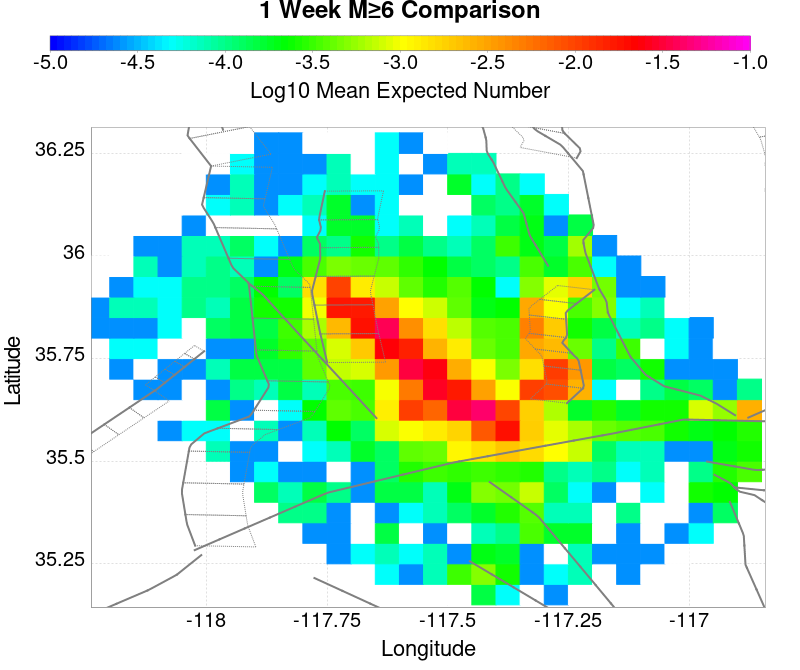 1 Week M≥6 Comparison
-5.0 -4.5 -4.0 -3.5 -3.0 -2.5 -2.0 -1.5 -1.0
Log10 Mean Expected Number
36.25
36
35.75
35.5
35.25
Latitude
-118 -117.75 -117.5 -117.25 -117
Longitude